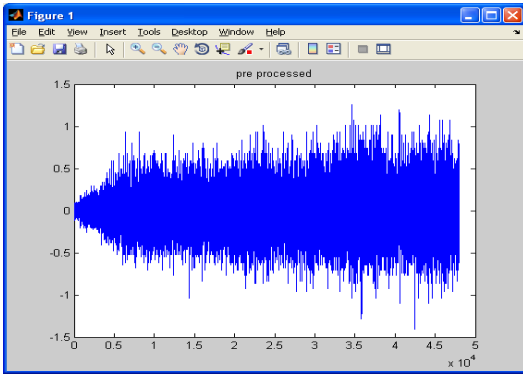 Figure 1
File Edit View Insert Tools Desktop Window Help
pre processed
1.5
1
0.5
0
-0.5
-1
-1.5
0 0.5 1 1.5 2 2.5 3 3.5 4 4.5 5
x 10^4